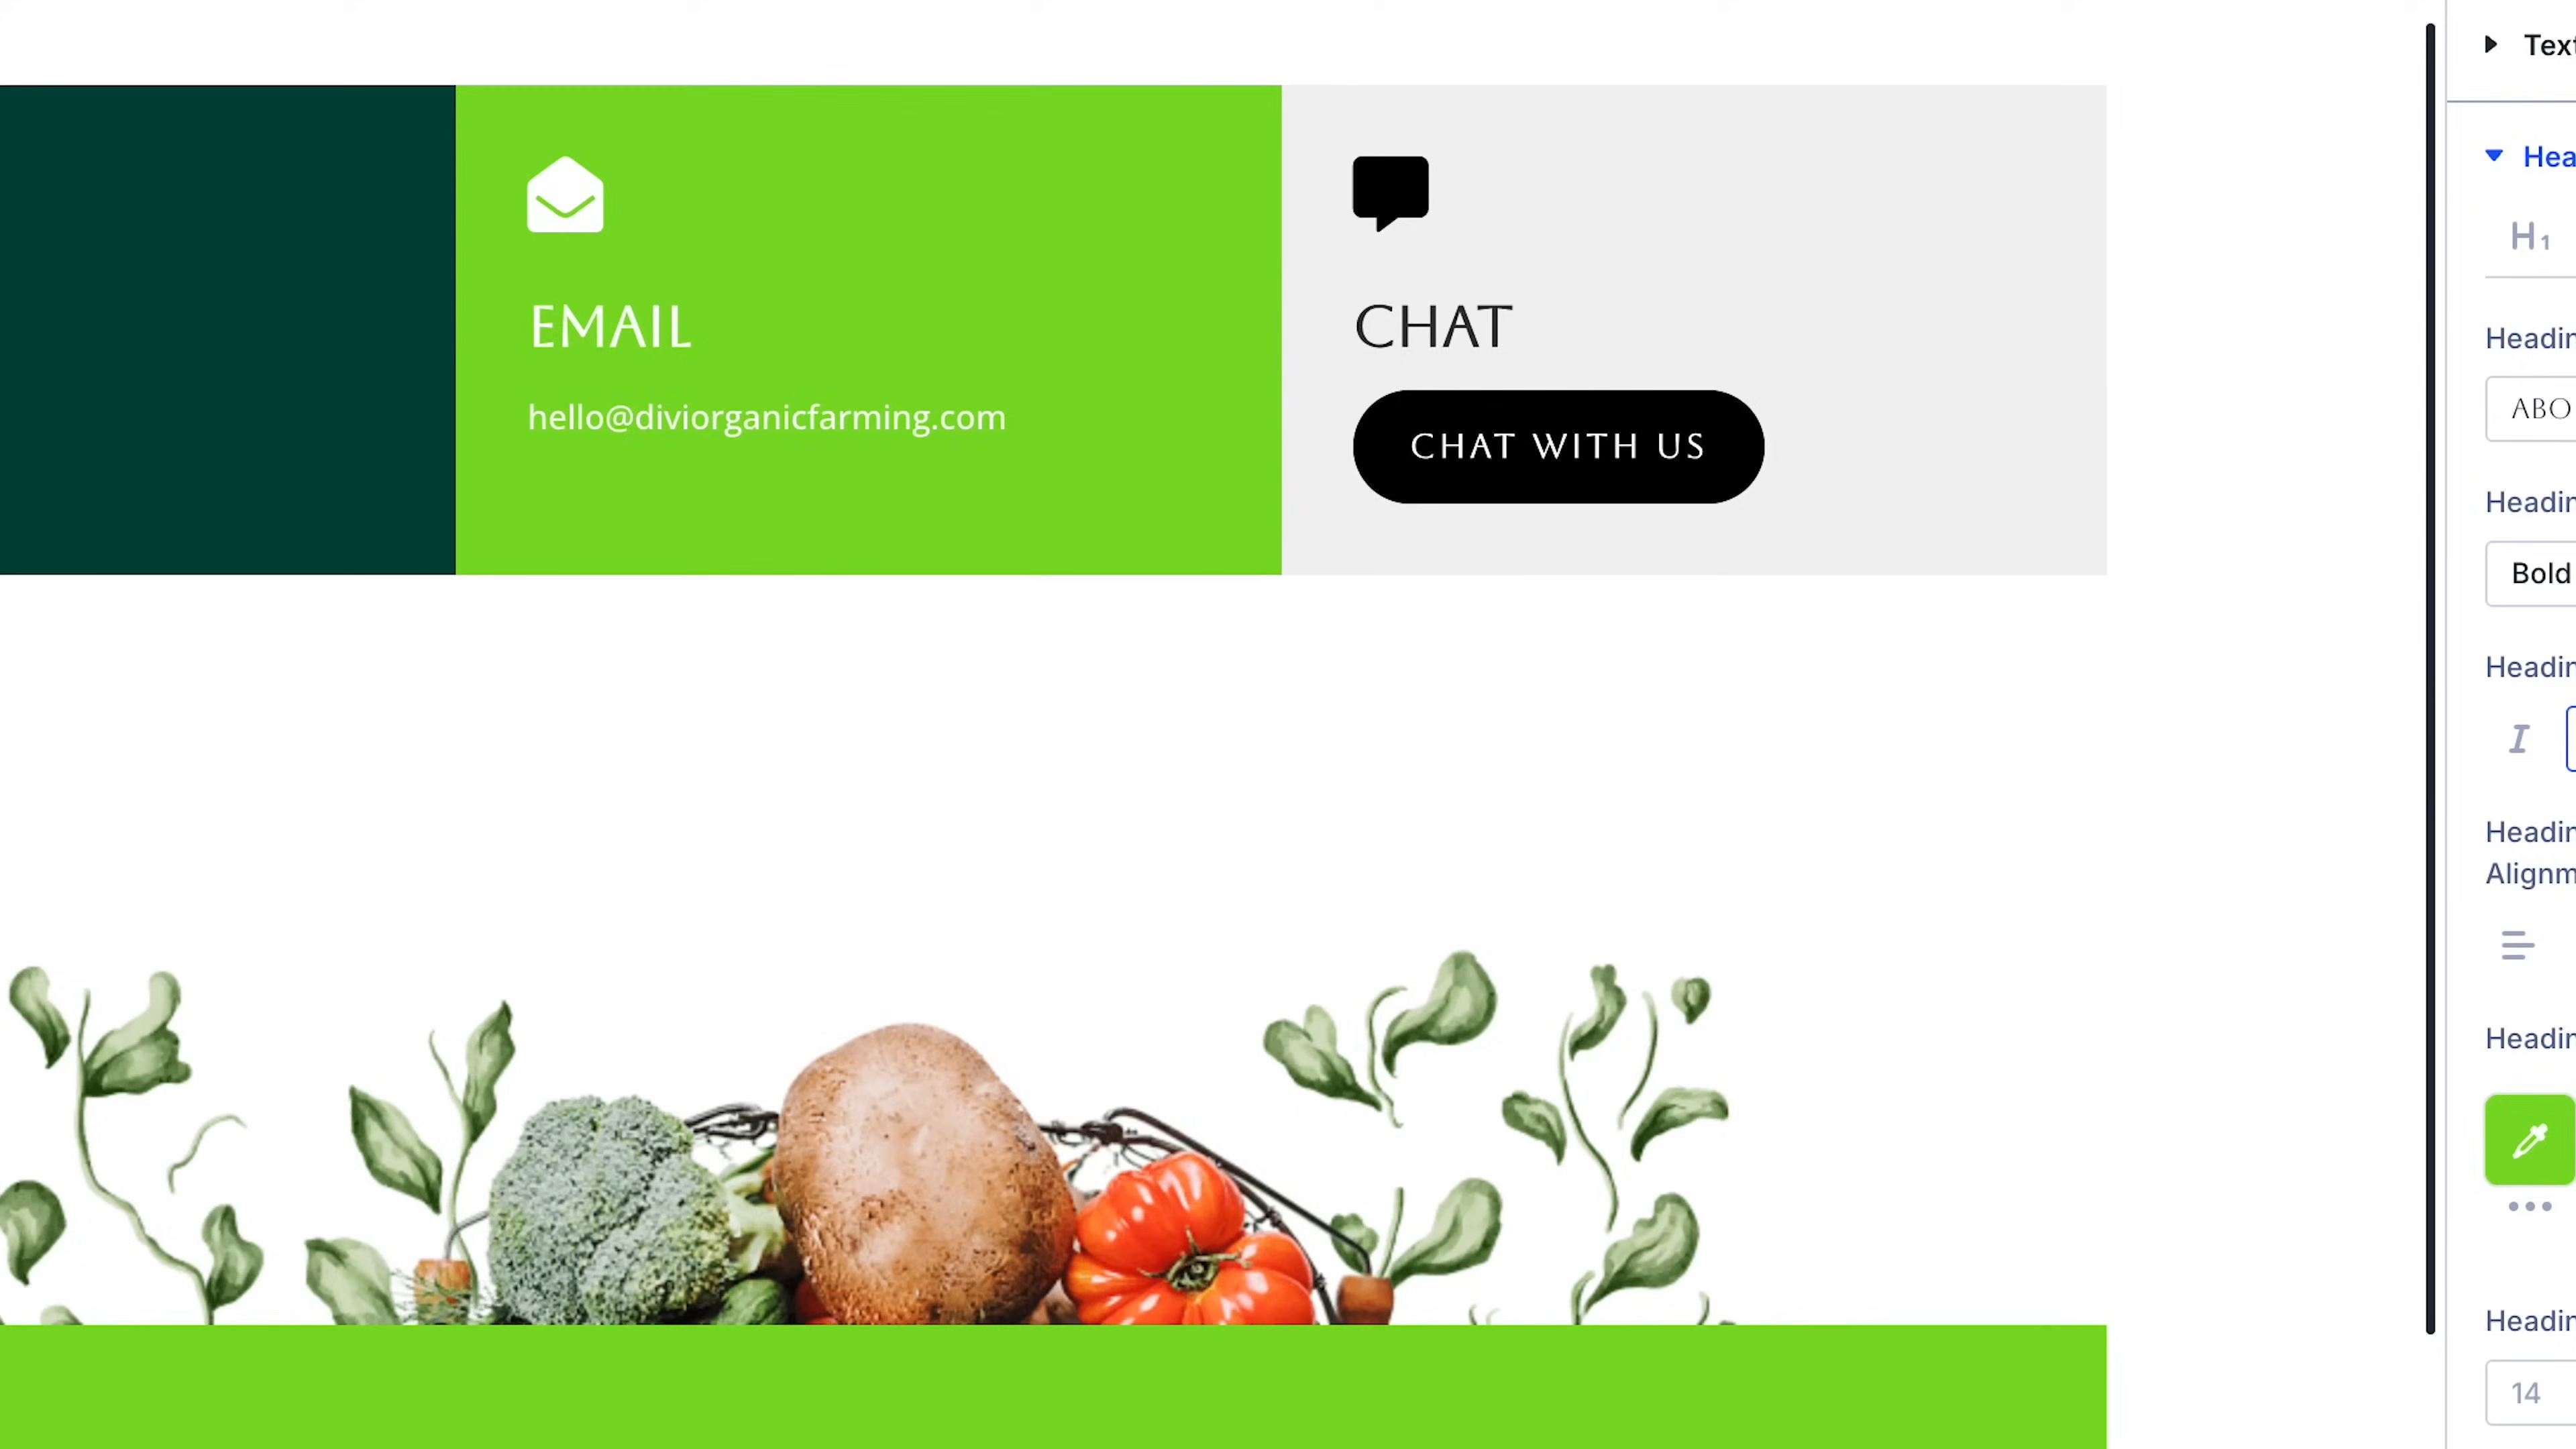 EMAIL
hello@diviorganicfarming.com
CHAT
CHAT WITH US
Text
Hea
H1
Headin
ABO
Headin
Bold
Headin
I
Headin
Alignm
Headin
Headin
14